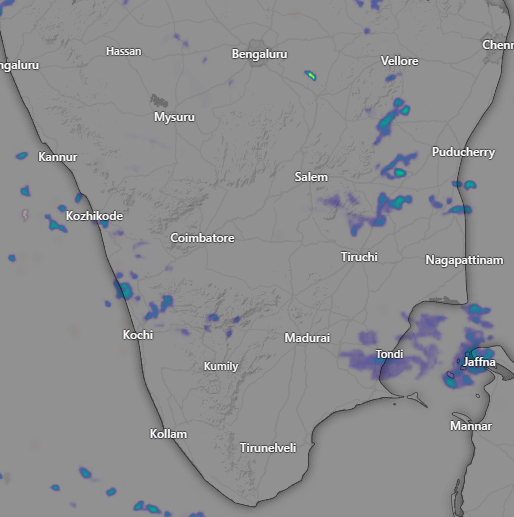 Hassan
Bengaluru
Chenn
ngaluru
Vellore
Mysuru
Kannur
Puducherry
Salem
Kozhikode
Coimbatore
Tiruchi
Nagapattinam
Kochi
Madurai
Tondi
Jaffna
Kumily
Mannar
Kollam
Tirunelveli